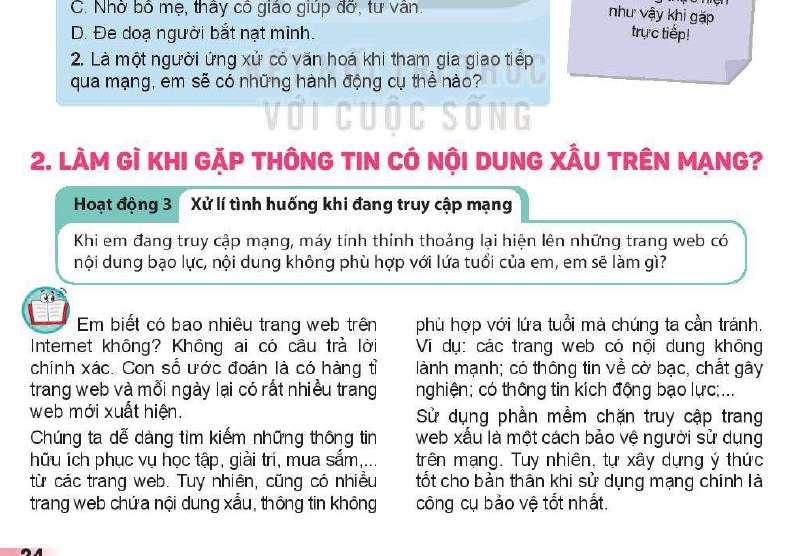 C. Nhờ bố mẹ, thầy cô giáo giúp đỡ, tư vấn.
D. Đe doạ người bắt nạt mình.
2. Là một người ứng xử có văn hoá khi tham gia giao tiếp
qua mạng, em sẽ có những hành động cụ thể nào?
như vậy khi gặp
trực tiếp!
KẾT NỐI TRI THỨC
VỚI CUỘC SỐNG
2. LÀM GÌ KHI GẶP THÔNG TIN CÓ NỘI DUNG XẤU TRÊN MẠNG?
Hoạt động 3 Xử lí tình huống khi đang truy cập mạng
Khi em đang truy cập mạng, máy tính thỉnh thoảng lại hiện lên những trang web có
nội dung bạo lực, nội dung không phù hợp với lứa tuổi của em, em sẽ làm gì?
Em biết có bao nhiêu trang web trên
Internet không? Không ai có câu trả lời
chính xác. Con số ước đoán là có hàng tỉ
trang web và mỗi ngày lại có rất nhiều trang
web mới xuất hiện.
Chúng ta dễ dàng tìm kiếm những thông tin
hữu ích phục vụ học tập, giải trí, mua sắm,...
từ các trang web. Tuy nhiên, cũng có nhiều
trang web chứa nội dung xấu, thông tin không
phù hợp với lứa tuổi mà chúng ta cần tránh.
Ví dụ: các trang web có nội dung không
lành mạnh; có thông tin về cờ bạc, chất gây
nghiện; có thông tin kích động bạo lực;...
Sử dụng phần mềm chặn truy cập trang
web xấu là một cách bảo vệ người sử dụng
trên mạng. Tuy nhiên, tự xây dựng ý thức
tốt cho bản thân khi sử dụng mạng chính là
công cụ bảo vệ tốt nhất.
24